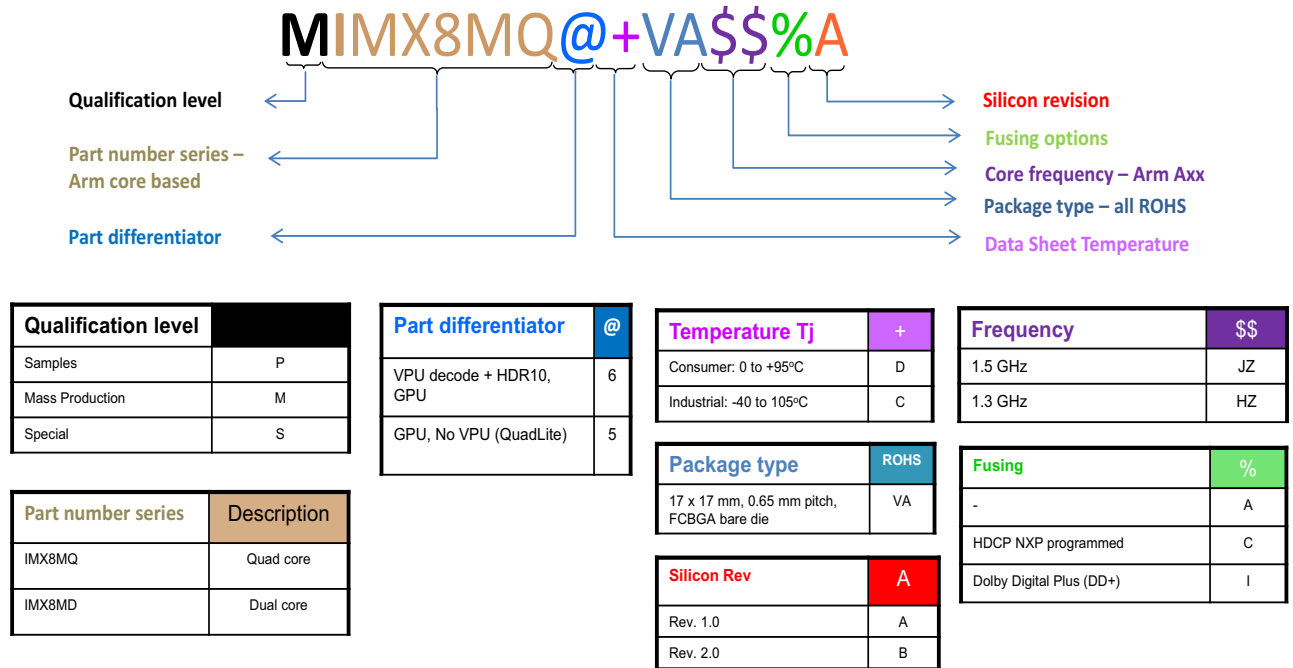 MIMX8MQ@+VA$$%A
Qualification level
Part number series –
Arm core based
Part differentiator
Silicon revision
Fusing options
Core frequency – Arm Axx
Package type – all ROHS
Data Sheet Temperature
Qualification level
Samples P
Mass Production M
Special S
Part number series Description
IMX8MQ Quad core
IMX8MD Dual core
Part differentiator @
VPU decode + HDR10,
GPU 6
GPU, No VPU (QuadLite) 5
Temperature Tj +
Consumer: 0 to +95ºC D
Industrial: -40 to 105ºC C
Package type ROHS
17 x 17 mm, 0.65 mm pitch,
FCBGA bare die VA
Silicon Rev A
Rev. 1.0 A
Rev. 2.0 B
Frequency $$
1.5 GHz JZ
1.3 GHz HZ
Fusing %
- A
HDCP NXP programmed C
Dolby Digital Plus (DD+) I